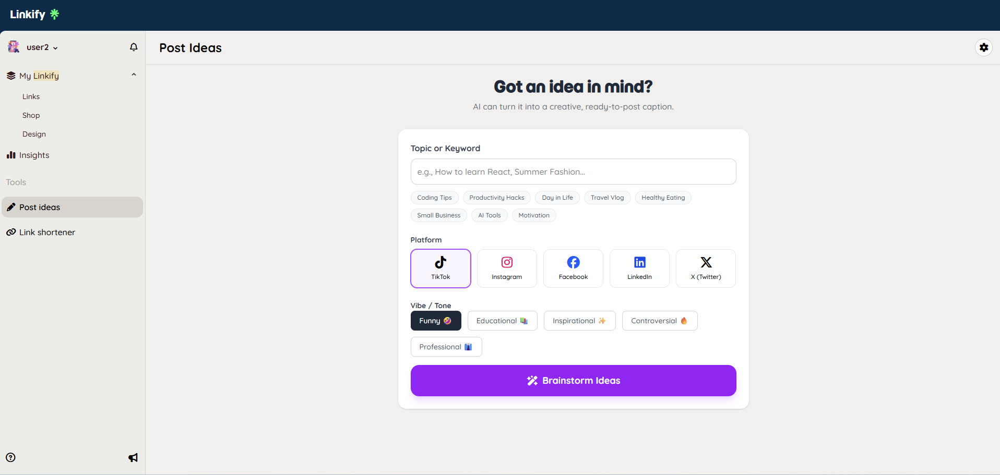 Linkify
user2
Post Ideas
My Linkify
Links
Shop
Design
Insights
Tools
Post ideas
Link shortener
Got an idea in mind?
AI can turn it into a creative, ready-to-post caption.
Topic or Keyword
e.g., How to learn React, Summer Fashion...
Coding Tips Productivity Hacks Day in Life Travel Vlog Healthy Eating
Small Business AI Tools Motivation
Platform
TikTok Instagram Facebook LinkedIn X (Twitter)
Vibe / Tone
Funny 🤣 Educational 📚 Inspirational ✨ Controversial 🔥
Professional 👔
Brainstorm Ideas